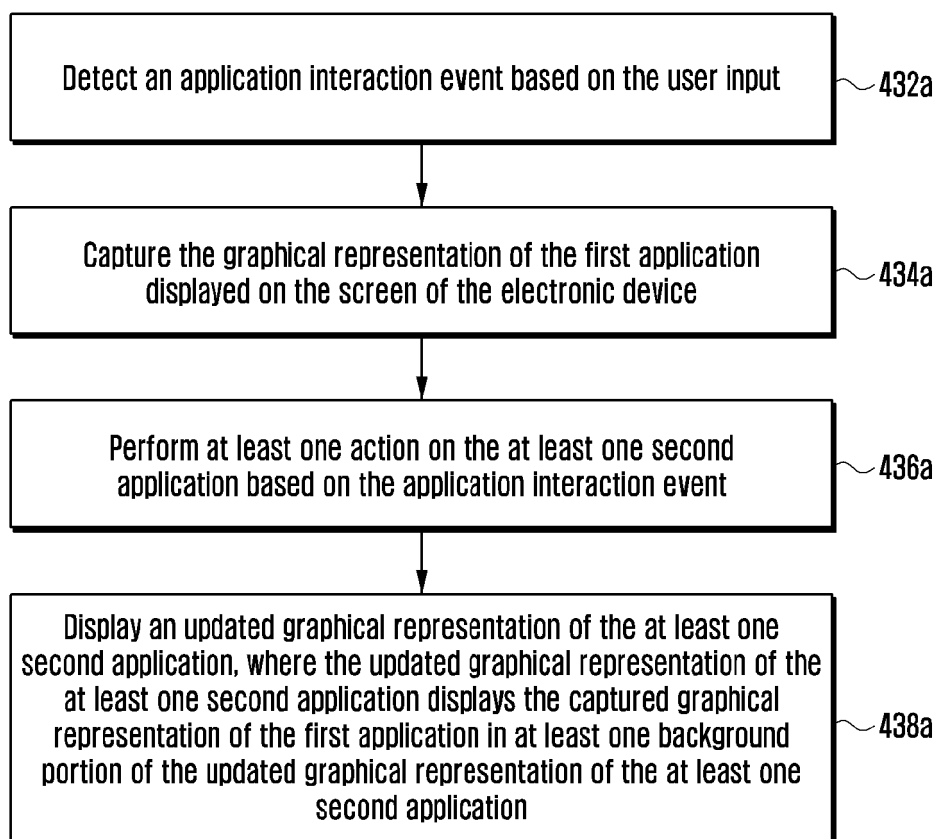 Detect an application interaction event based on the user input
432a
Capture the graphical representation of the first application
displayed on the screen of the electronic device
434a
Perform at least one action on the at least one second
application based on the application interaction event
436a
Display an updated graphical representation of the at least one
second application, where the updated graphical representation of the
at least one second application displays the captured graphical
representation of the first application in at least one background
portion of the updated graphical representation of the at least one
second application
438a